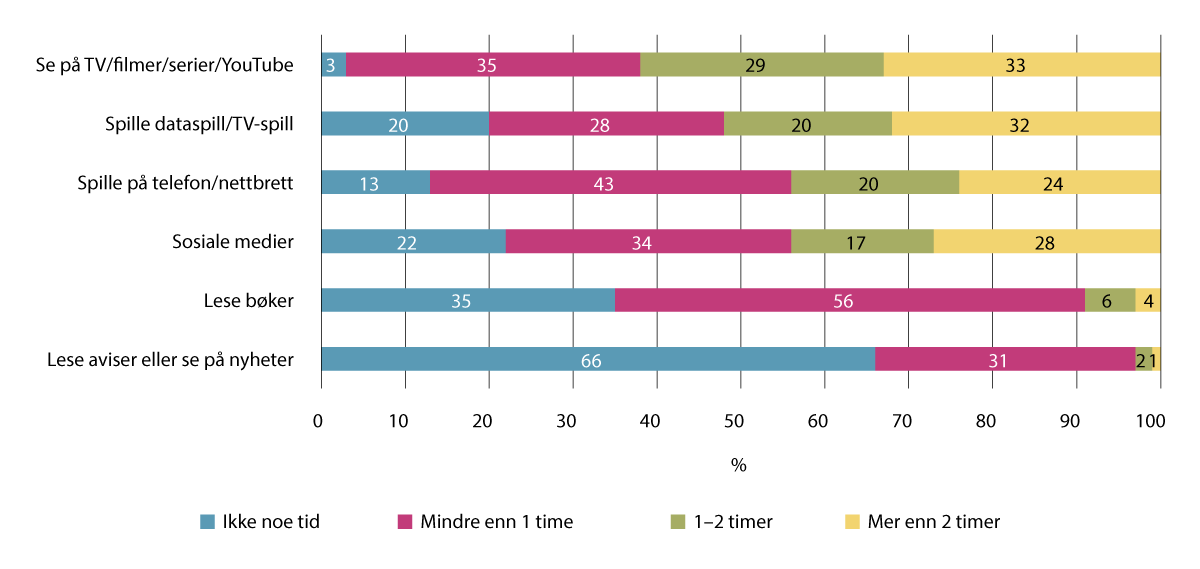 Se på TV/filmer/serier/YouTube 3 35 29 33
Spille dataspill/TV-spill 20 28 20 32
Spille på telefon/nettbrett 13 43 20 24
Sosiale medier 22 34 17 28
Lese bøker 35 56 6 4
Lese aviser eller se på nyheter 66 31 2 1
0 10 20 30 40 50 60 70 80 90 100
%
Ikke noe tid Mindre enn 1 time 1–2 timer Mer enn 2 timer